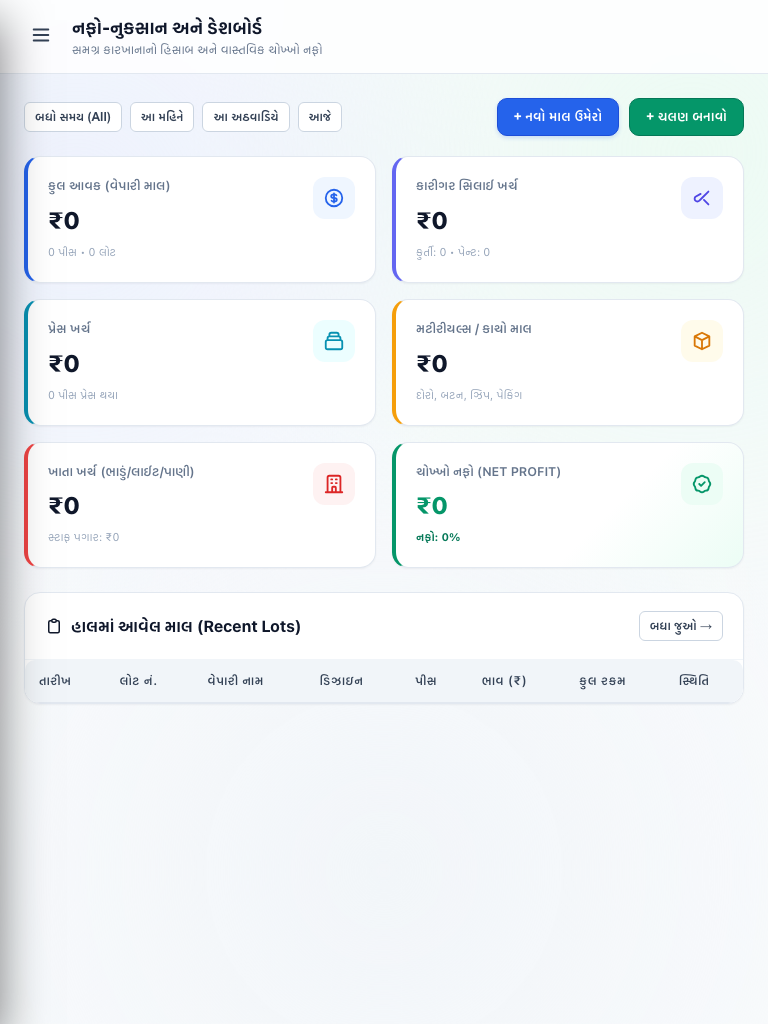 નફો-નુકસાન અને ડેશબોર્ડ
સમગ્ર કારખાનાનો હિસાબ અને વાસ્તવિક ચોખ્ખો નફો
બધો સમય (All)
આ મહિને
આ અઠવાડિયે
આજે
+ નવો માલ ઉમેરો
+ ચલણ બનાવો
કુલ આવક (વેપારી માલ)
₹0
0 પીસ • 0 લોટ
કારીગર સિલાઈ ખર્ચ
₹0
કુર્તી: 0 • પેન્ટ: 0
પ્રેસ ખર્ચ
₹0
0 પીસ પ્રેસ થયા
મટીરીયલ્સ / કાચો માલ
₹0
દોરો, બટન, ઝિપ, પેકિંગ
ખાતા ખર્ચ (ભાડું/લાઈટ/પાણી)
₹0
સ્ટાફ પગાર: ₹0
ચોખ્ખો નફો (NET PROFIT)
₹0
નફો: 0%
હાલમાં આવેલ માલ (Recent Lots)
બધા જુઓ →
તારીખ લોટ નં. વેપારી નામ ડિઝાઇન પીસ ભાવ (₹) કુલ રકમ સ્થિતિ